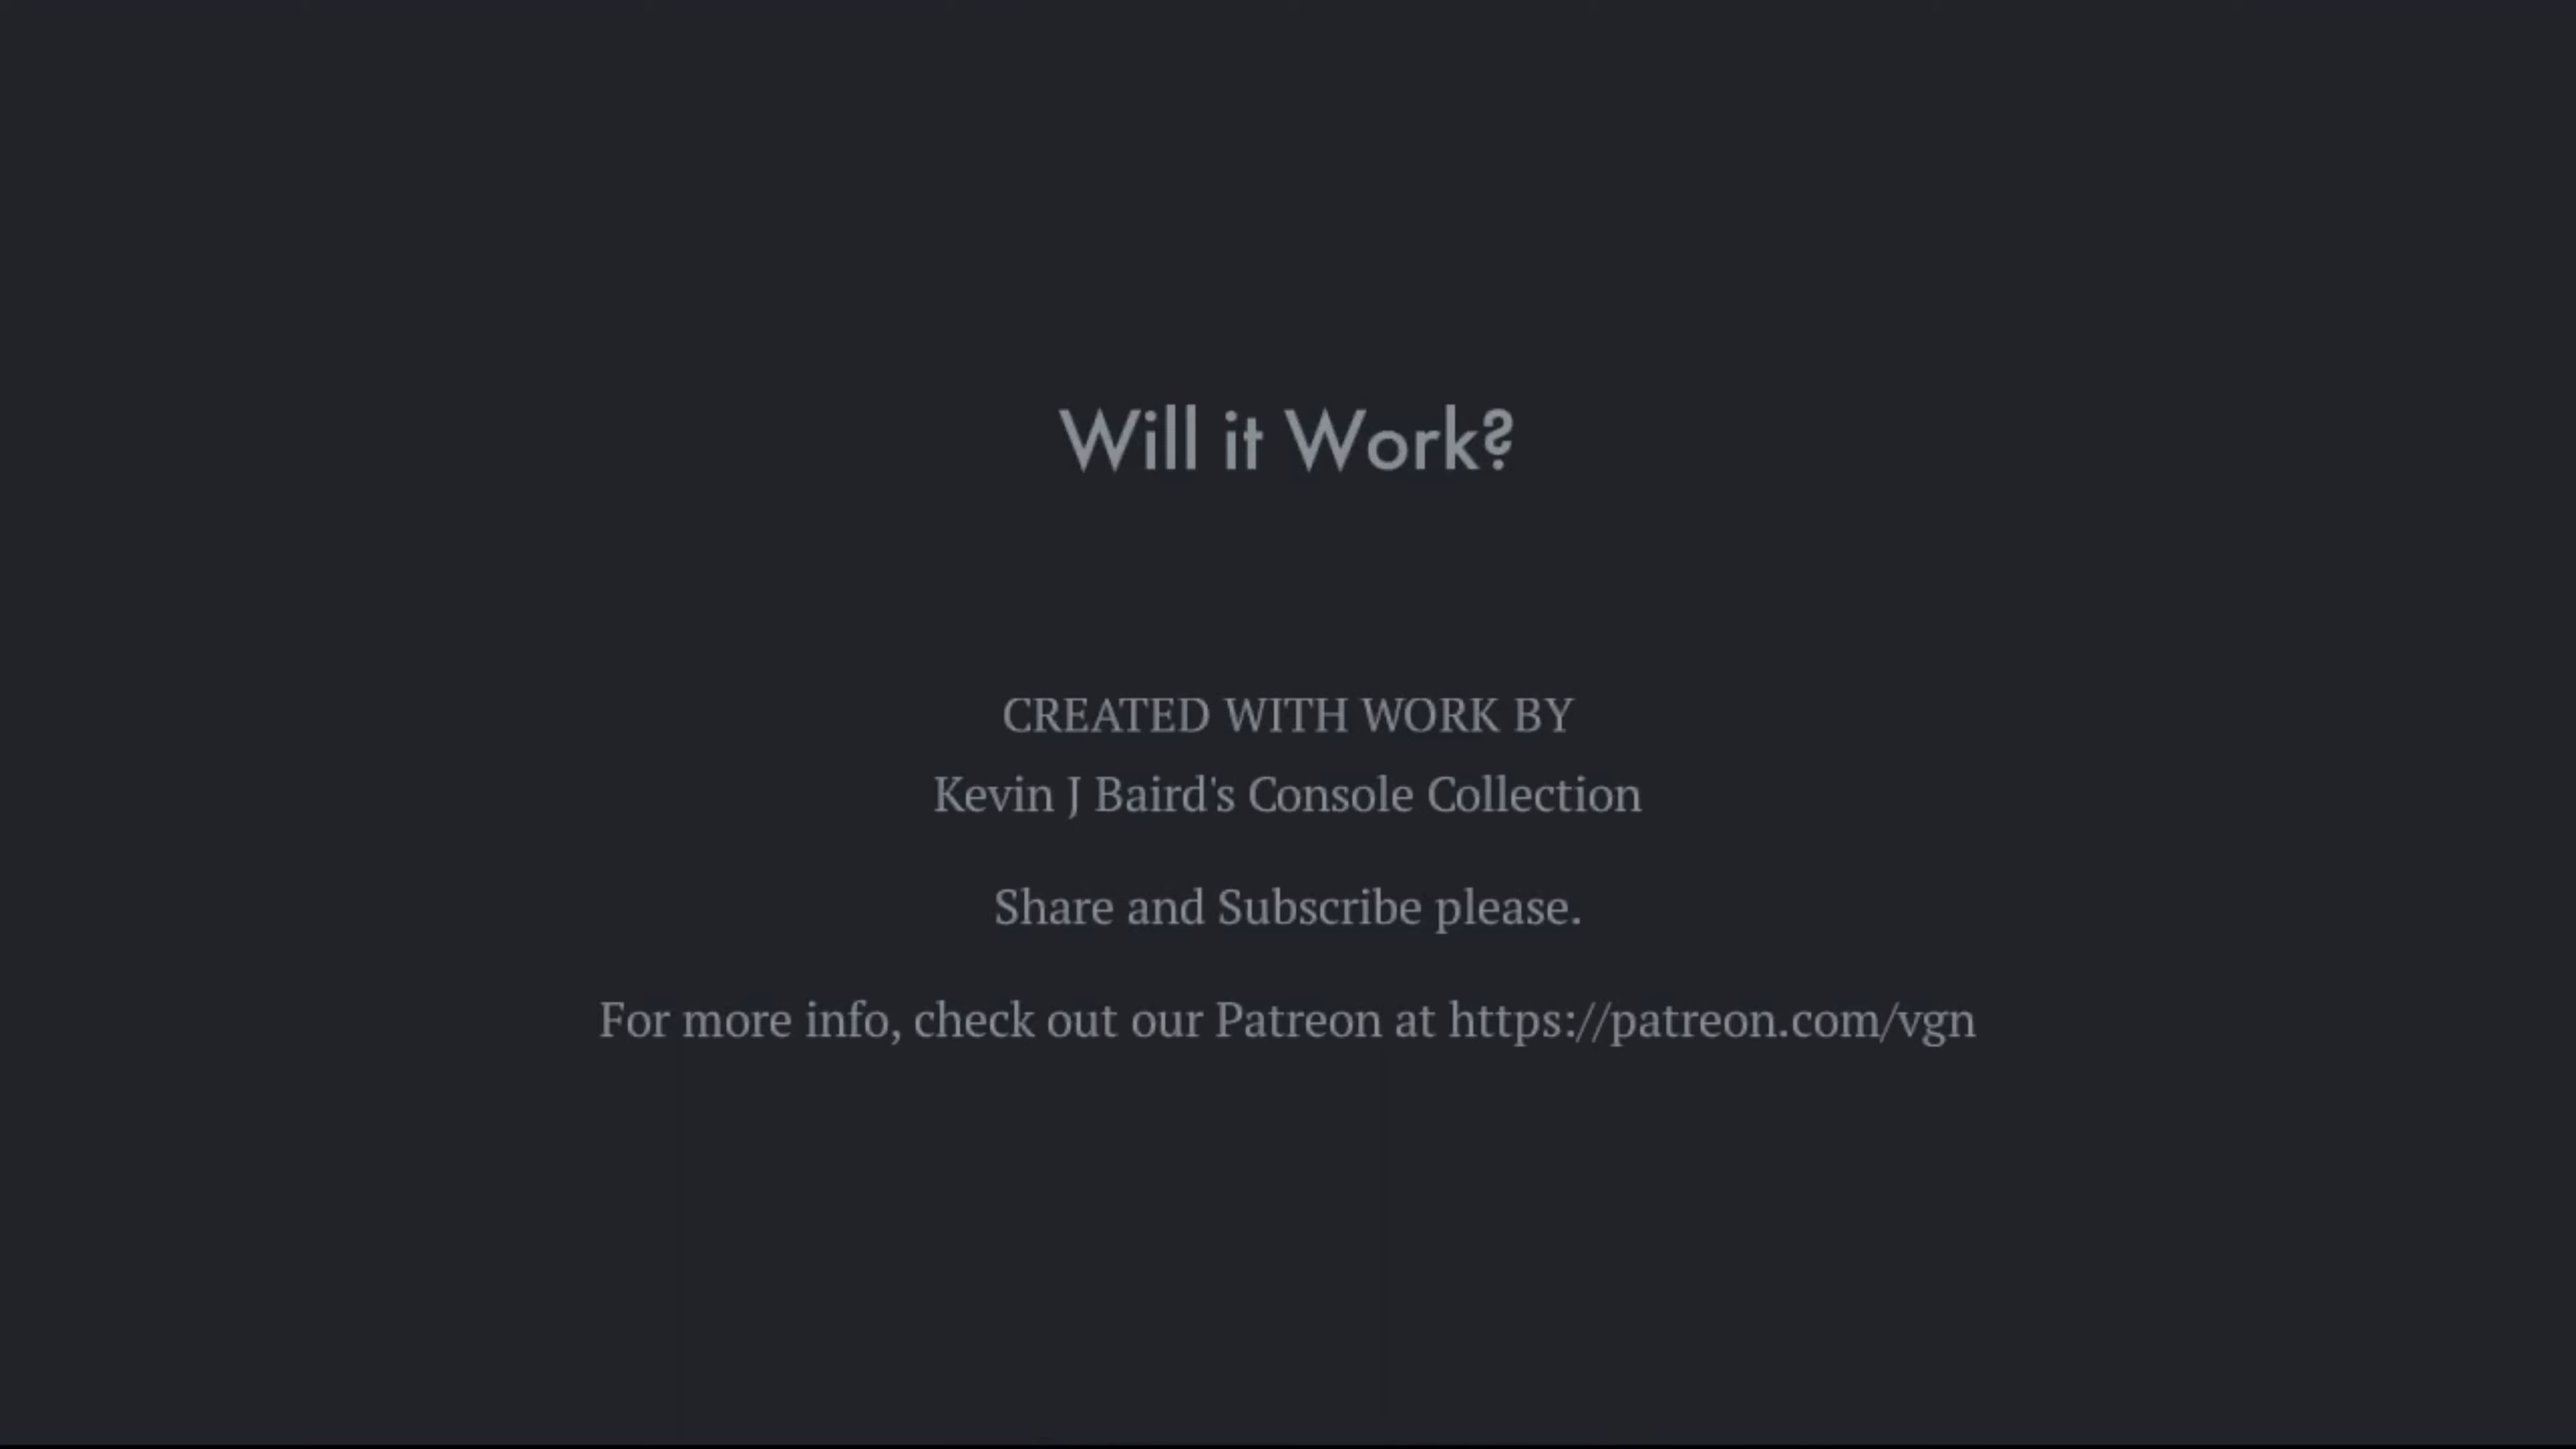 Will it Work?
CREATED WITH WORK BY
Kevin J Baird's Console Collection
Share and Subscribe please.
For more info, check out our Patreon at https://patreon.com/vgn